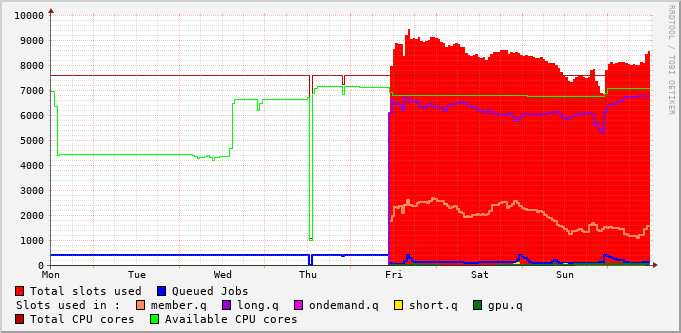 10000
9000
8000
7000
6000
5000
4000
3000
2000
1000
0
Mon Tue Wed Thu Fri Sat Sun
RRDTOOL / TOBI OETIKER
Total slots used Queued Jobs
Slots used in : member.q long.q ondemand.q short.q gpu.q
Total CPU cores Available CPU cores